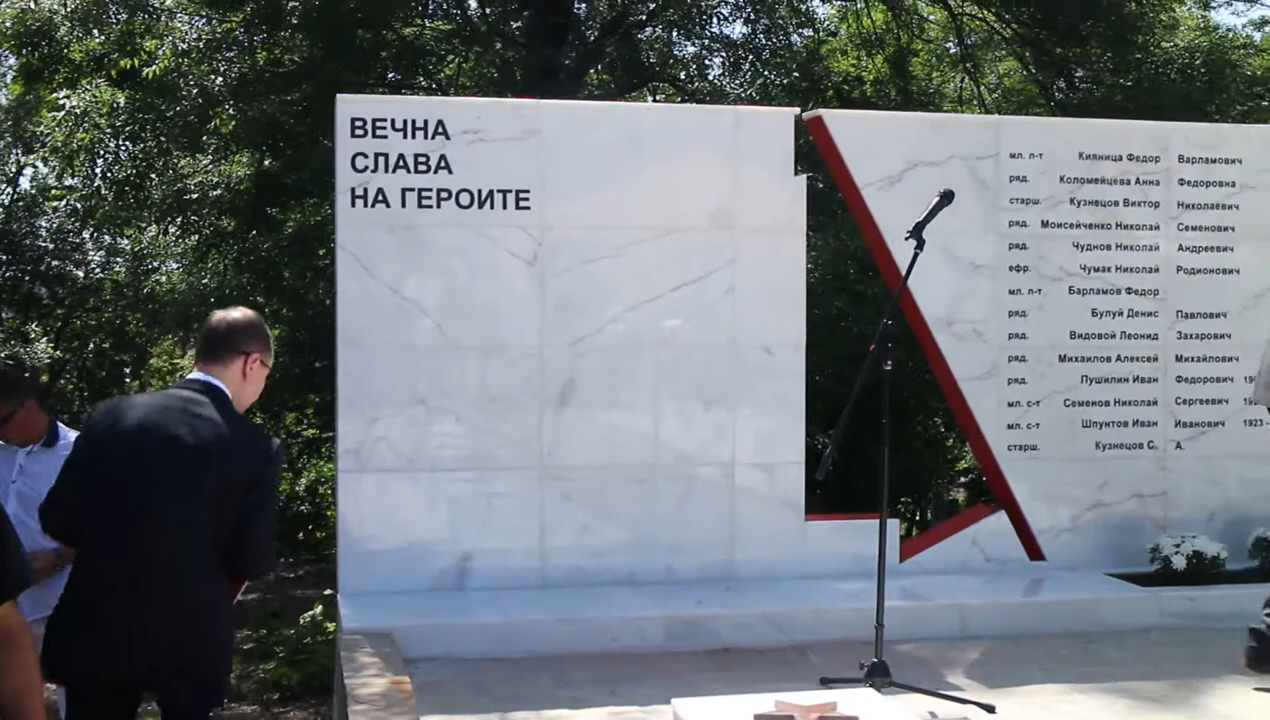 ВЕЧНА
СЛАВА
НА ГЕРОИТЕ
мл. л-т Кияница Федор Варламович
ряд. Коломейцева Анна Федоровна
старш. Кузнецов Виктор Николаевич
ряд. Моисейченко Николай Семенович
ряд. Чуднов Николай Андреевич
ефр. Чумак Николай Родионович
мл. л-т Барламов Федор
ряд. Булуй Денис Павлович
ряд. Видовой Леонид Захарович
ряд. Михаилов Алексей Михайлович
ряд. Пушилин Иван Федорович
мл. с-т Семенов Николай Сергеевич
мл. с-т Шпунтов Иван Иванович 1923 -
старш. Кузнецов С. А.